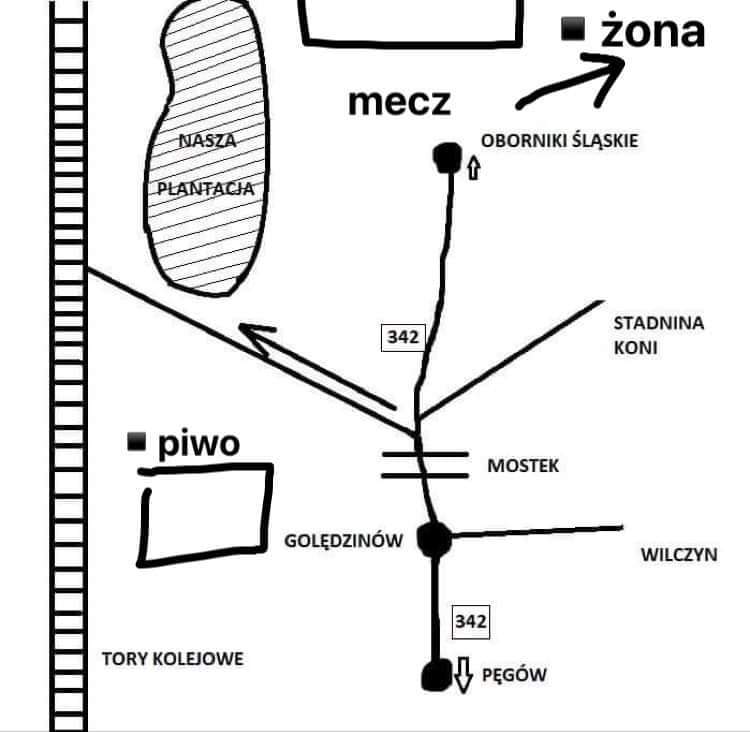 żona
mecz
OBORNIKI ŚLĄSKIE
NASZA
PLANTACJA
342
STADNINA
KONI
piwo
MOSTEK
GOLĘDZINÓW
WILCZYN
342
TORY KOLEJOWE
PĘGÓW